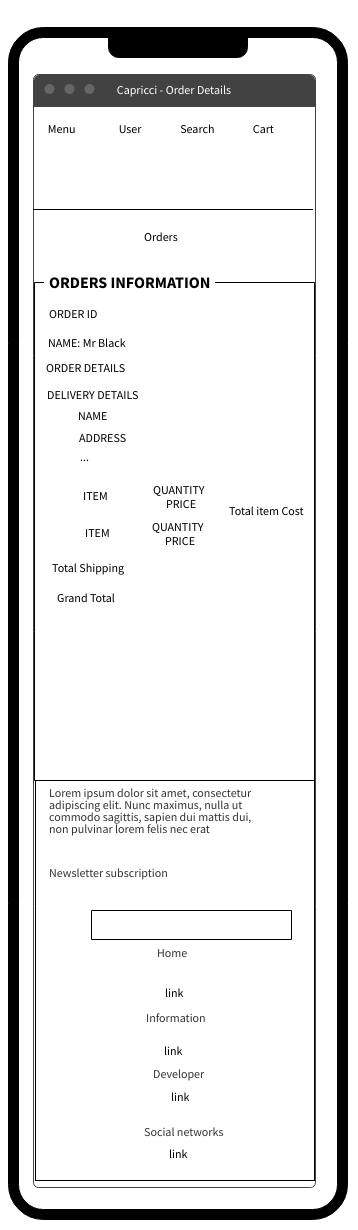 Capricci - Order Details
Menu User Search Cart
Orders
ORDERS INFORMATION
ORDER ID
NAME: Mr Black
ORDER DETAILS
DELIVERY DETAILS
NAME
ADDRESS
...
ITEM QUANTITY
PRICE
Total item Cost
ITEM QUANTITY
PRICE
Total Shipping
Grand Total
Lorem ipsum dolor sit amet, consectetur
adipiscing elit. Nunc maximus, nulla ut
commodo sagittis, sapien dui mattis dui,
non pulvinar lorem felis nec erat
Newsletter subscription
Home
link
Information
link
Developer
link
Social networks
link